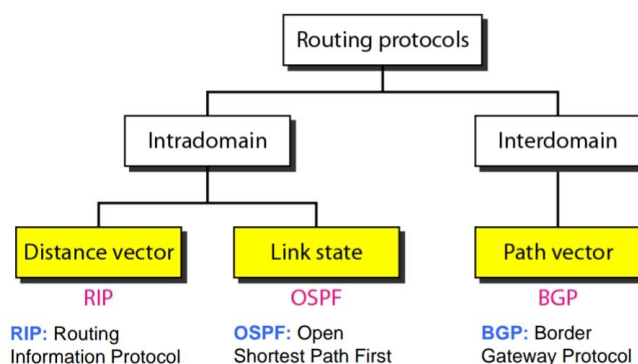 Routing protocols
Intradomain
Interdomain
Distance vector
Link state
Path vector
RIP
OSPF
BGP
RIP: Routing
Information Protocol
OSPF: Open
Shortest Path First
BGP: Border
Gateway Protocol